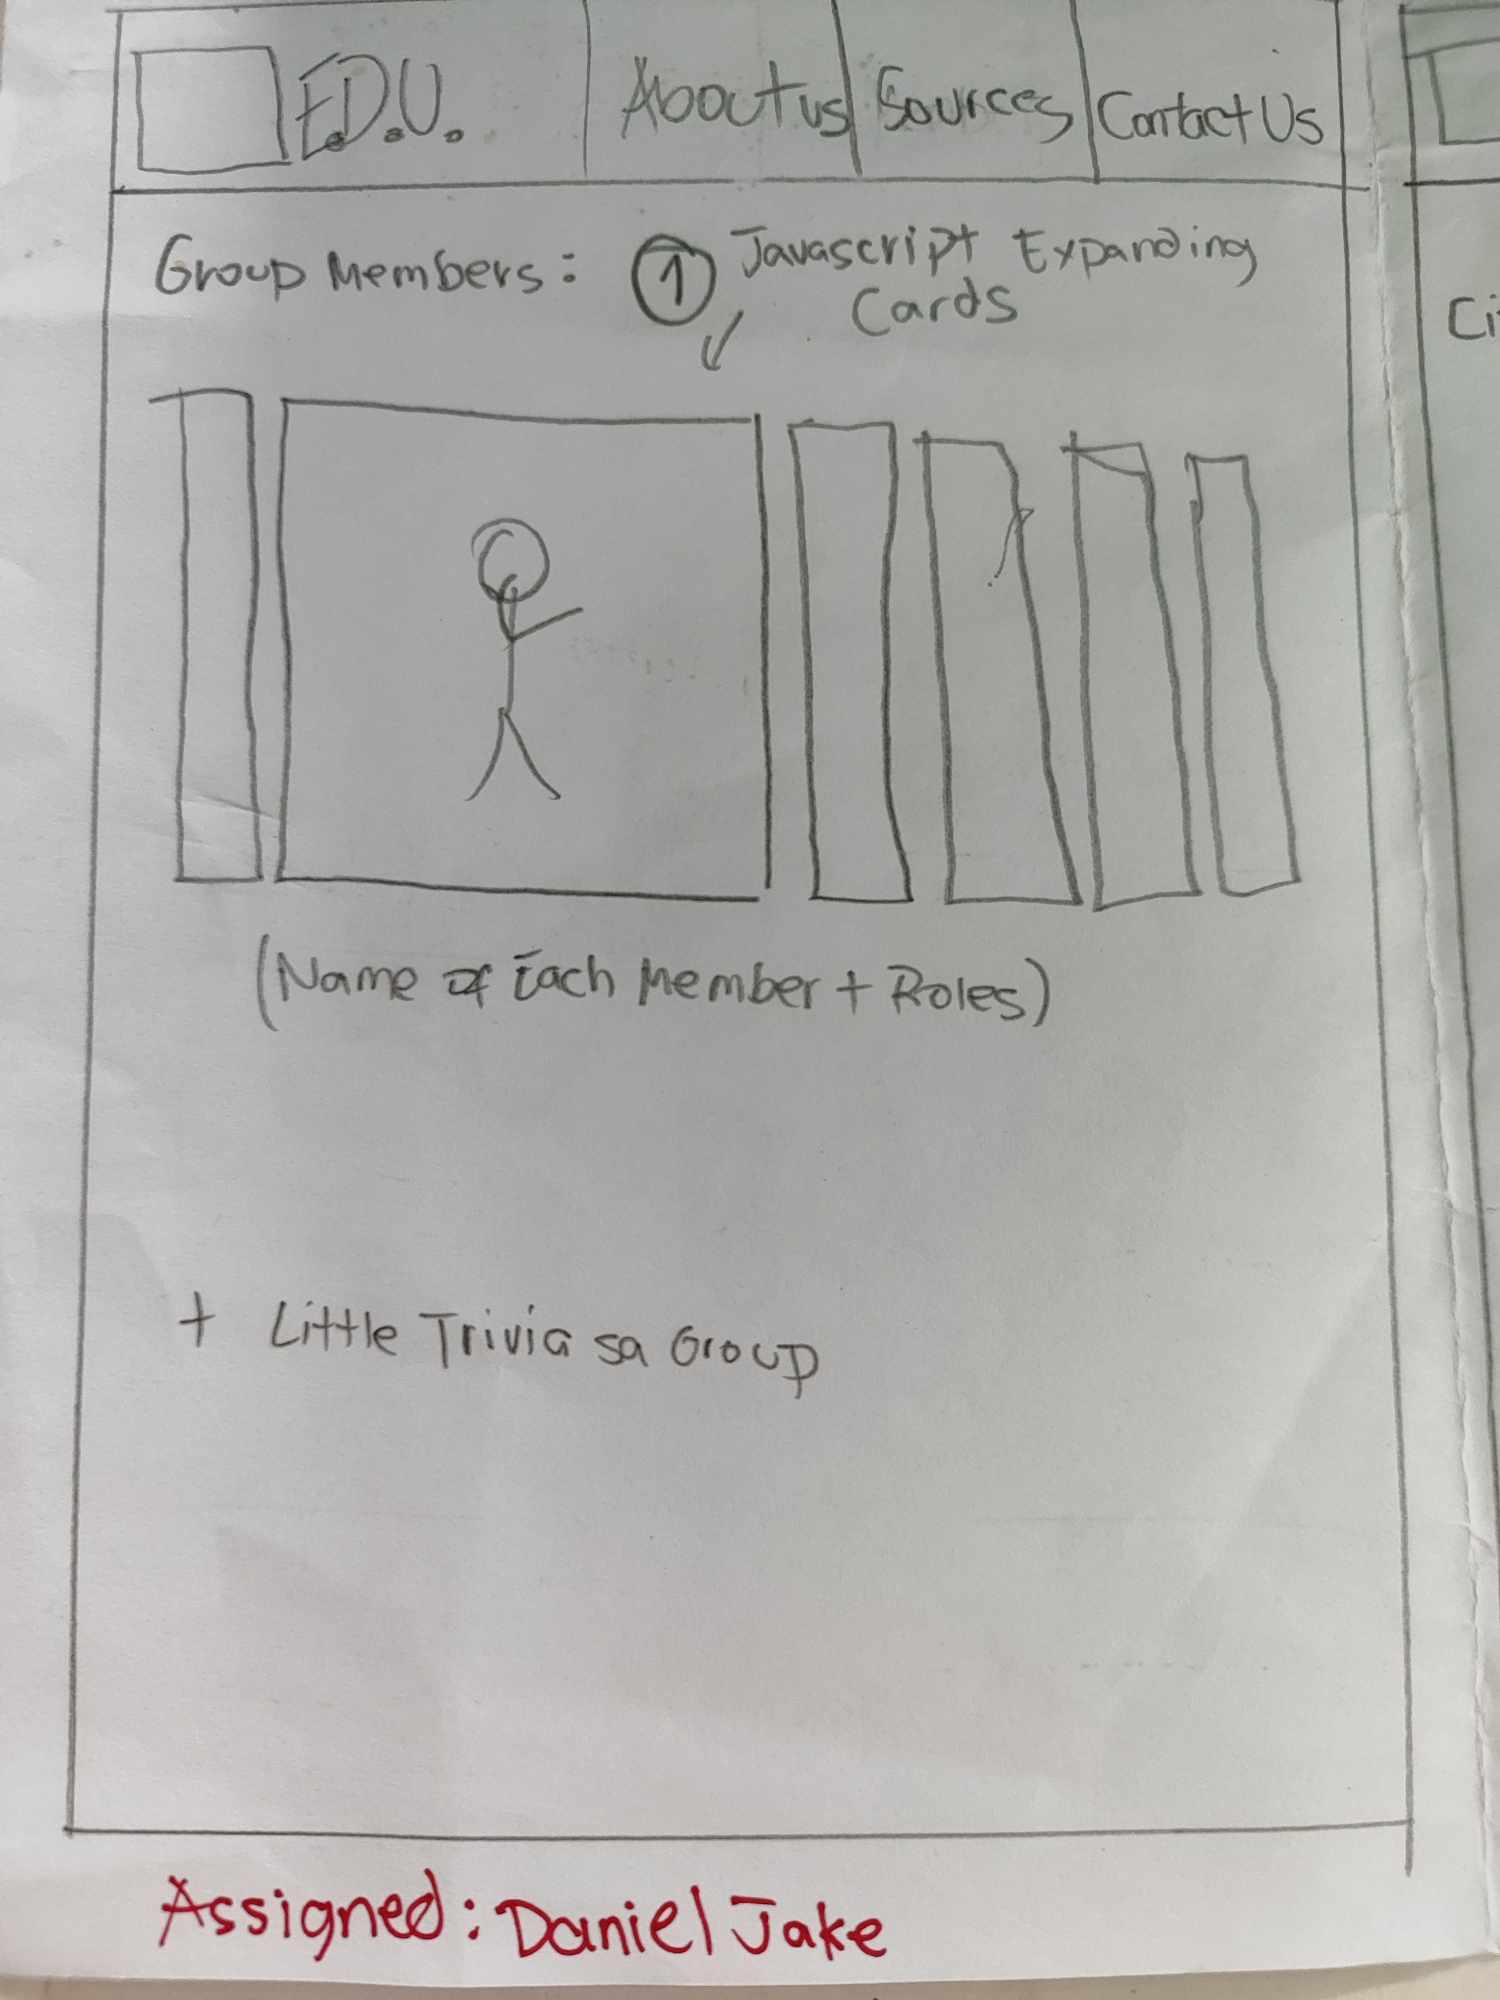 E.D.U. About us Sources Contact Us
Group Members: 1 Javascript Expanding
Cards
Ci
(Name of Each Member + Roles)
+ Little Trivia sa Group
Assigned: Daniel Jake